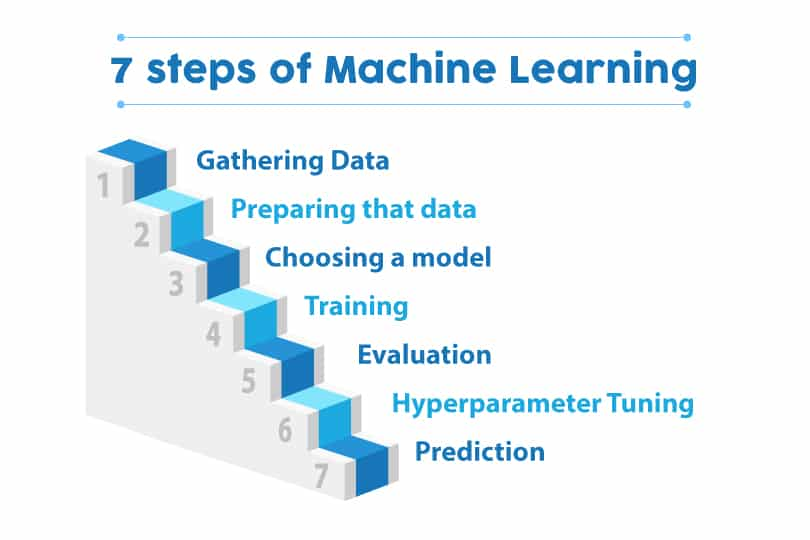 7 steps of Machine Learning
1 Gathering Data
2 Preparing that data
3 Choosing a model
4 Training
5 Evaluation
6 Hyperparameter Tuning
7 Prediction